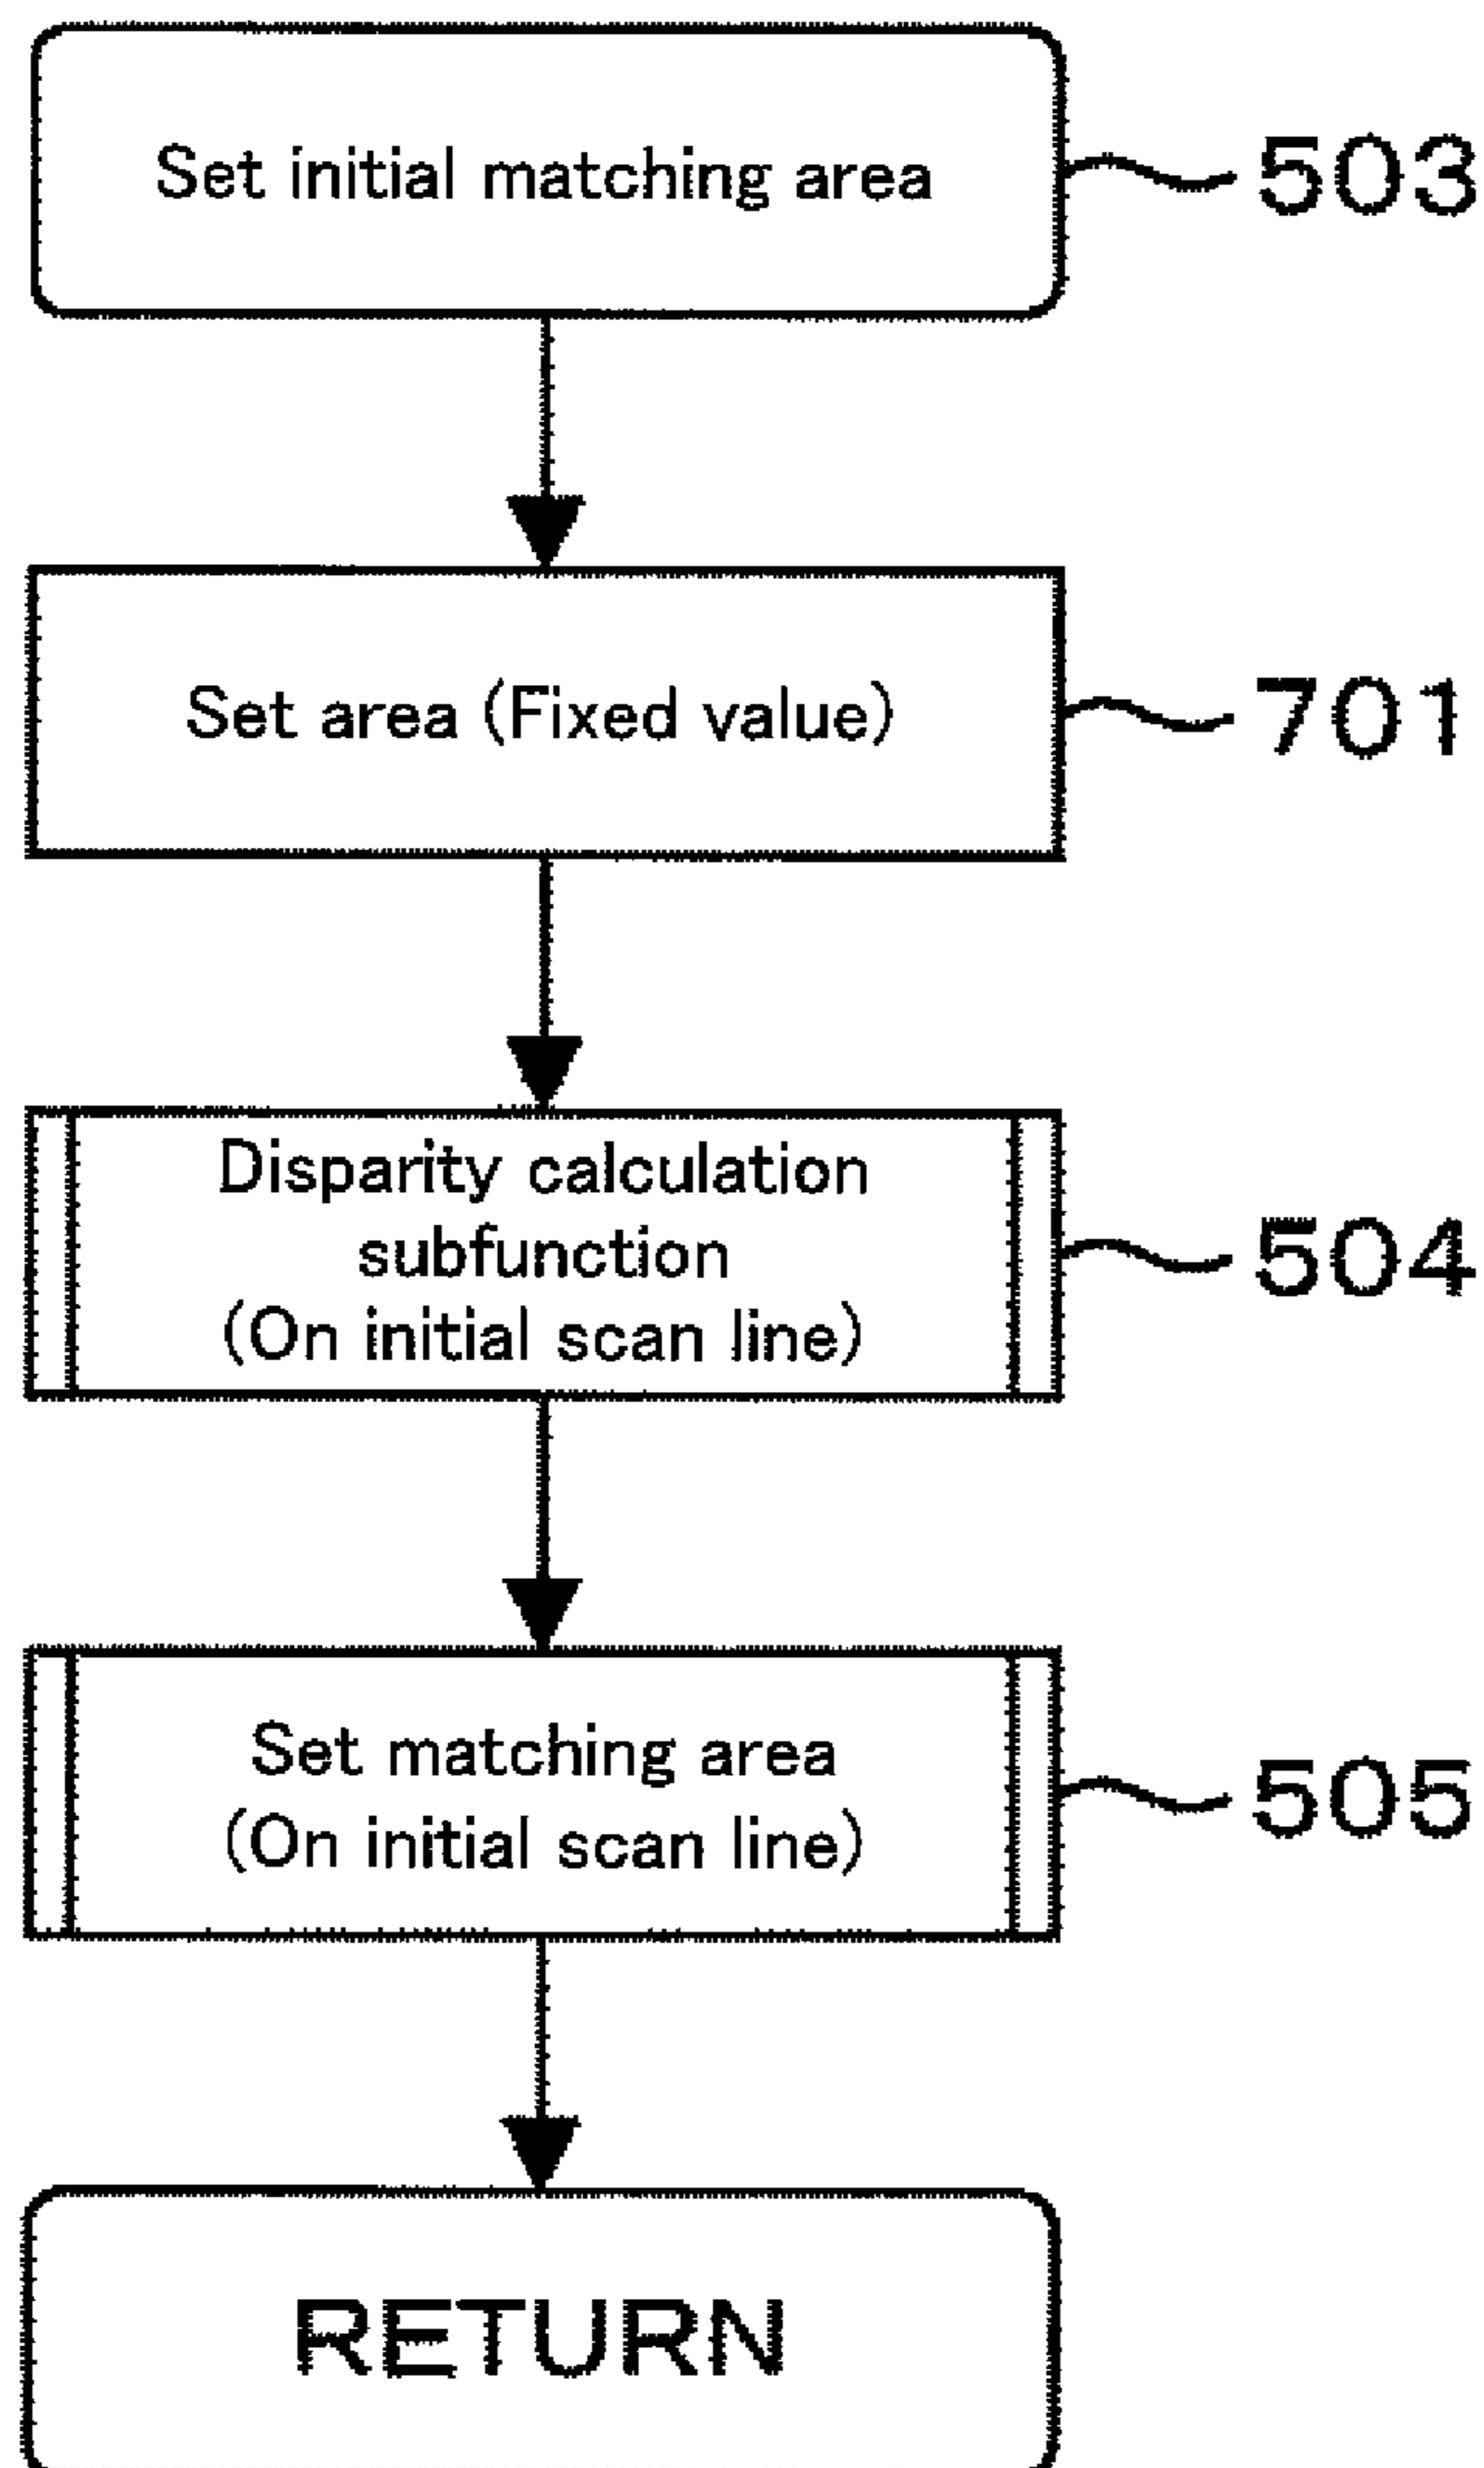 Set initial matching area
503
Set area (Fixed value)
701
Disparity calculation
subfunction
(On initial scan line)
504
Set matching area
(On initial scan line)
505
RETURN